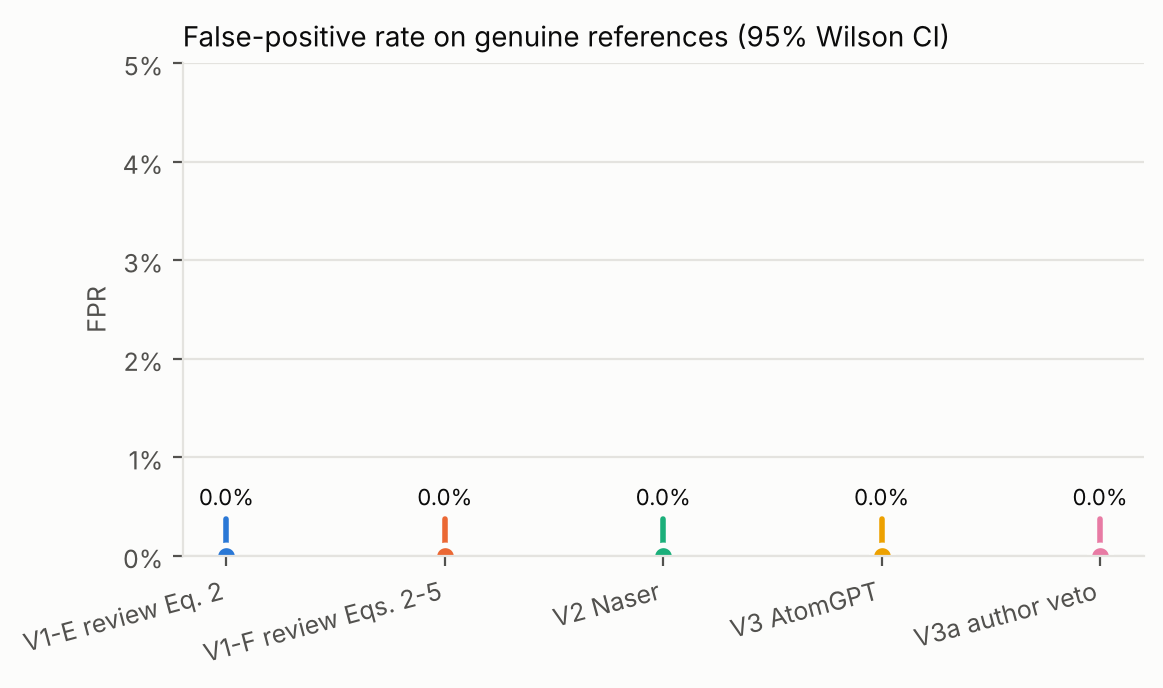 False-positive rate on genuine references (95% Wilson CI)
5%
4%
3%
2%
1%
0%
FPR
0.0%
0.0%
0.0%
0.0%
0.0%
V1-E review Eq. 2
V1-F review Eqs. 2-5
V2 Naser
V3 AtomGPT
V3a author veto